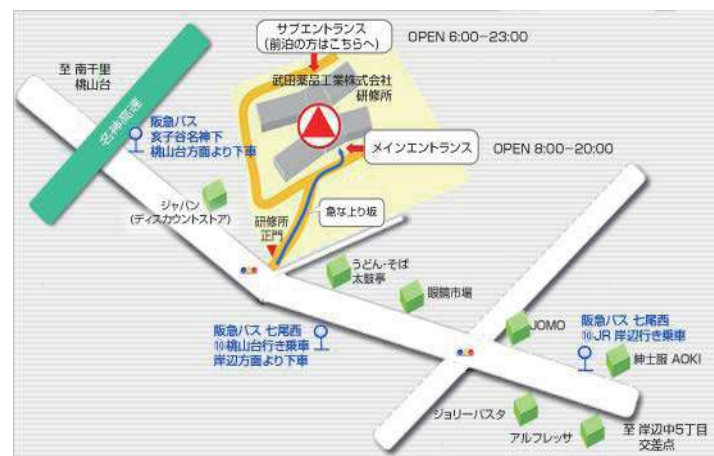 サブエントランス
(前泊の方はこちらへ)
OPEN 6:00-23:00
至 南千里
桃山台
武田薬品工業株式会社
研修所
名神高速
阪急バス
亥子谷名神下
桃山台方面より下車
メインエントランス
OPEN 8:00-20:00
ジャパン
(ディスカウントストア)
研修所
正門
急な上り坂
うどん・そば
太鼓亭
眼鏡市場
阪急バス 七尾西
⑩桃山台行き乗車
岸辺方面より下車
JOMO
阪急バス 七尾西
⑩JR 岸辺行き乗車
紳士服 AOKI
ジョリーパスタ
アルフレッサ
至 岸辺中5丁目
交差点